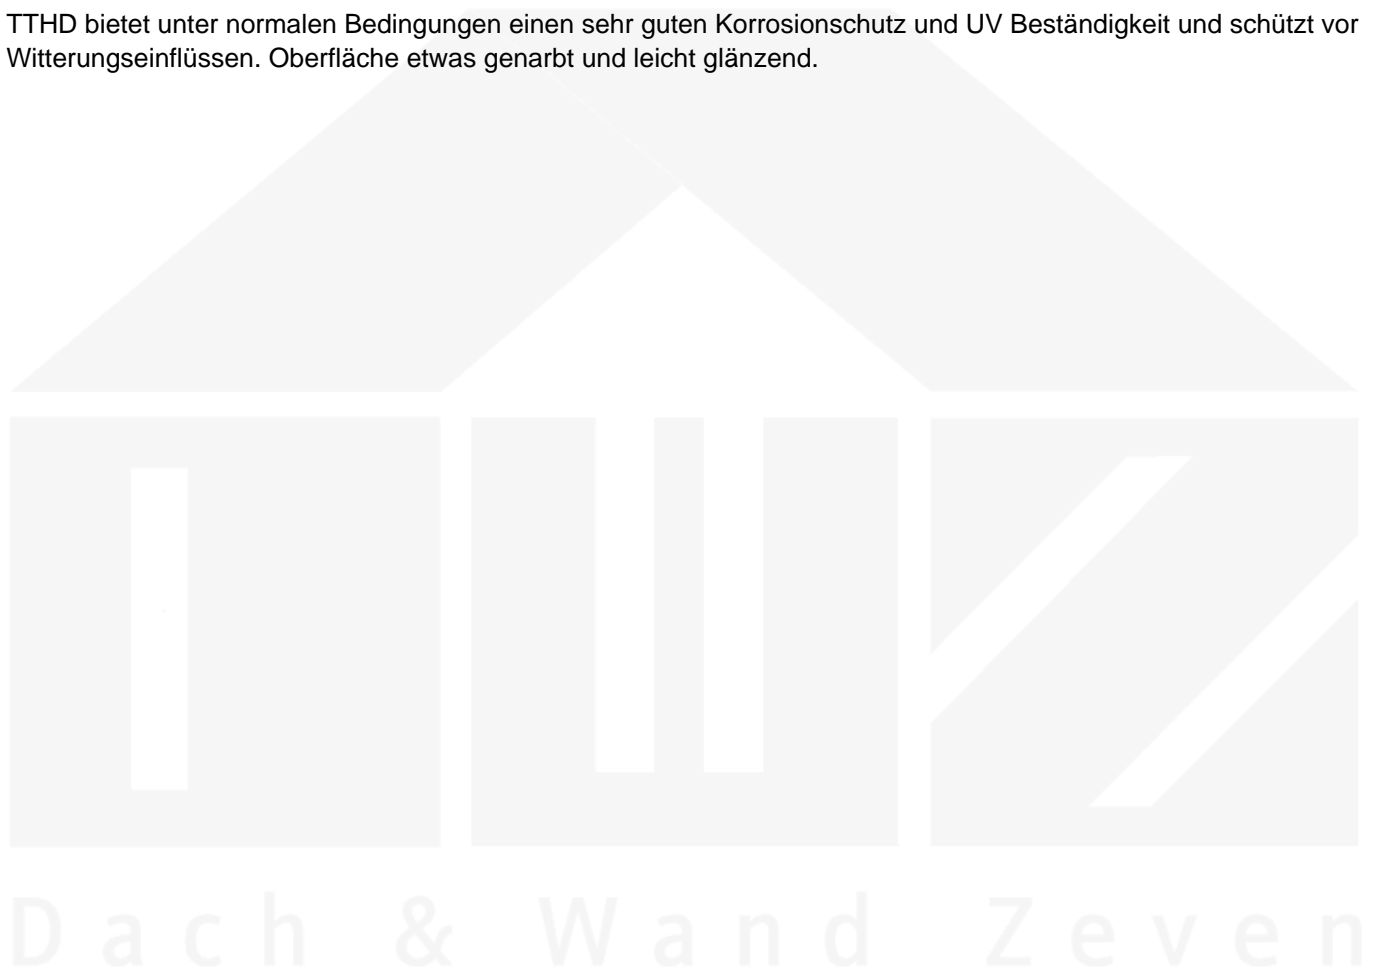 TTHD bietet unter normalen Bedingungen einen sehr guten Korrosionschutz und UV Beständigkeit und schützt vor
Witterungseinflüssen. Oberfläche etwas genarbt und leicht glänzend.
Dach & Wand Zeven